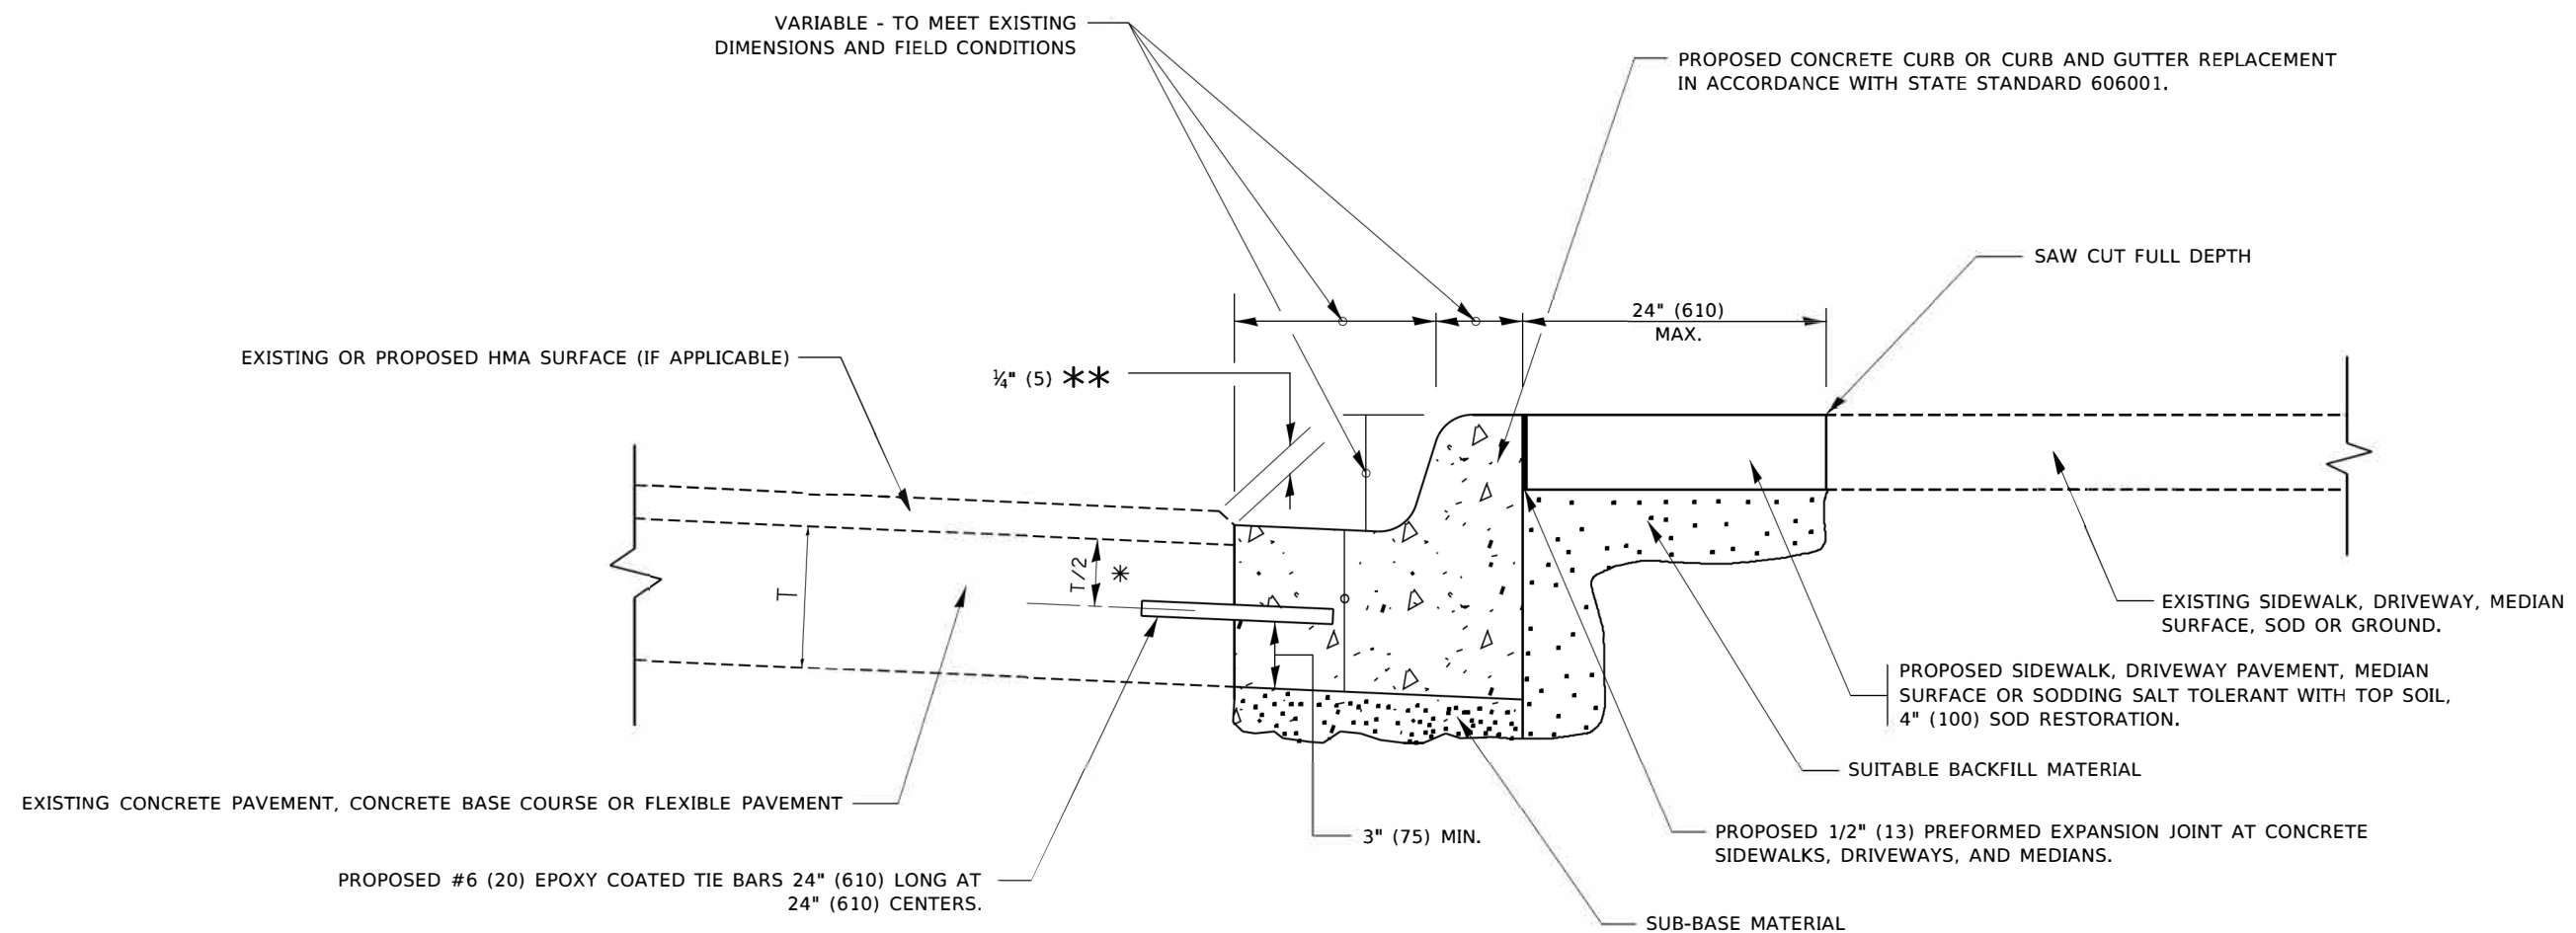 VARIABLE - TO MEET EXISTING
DIMENSIONS AND FIELD CONDITIONS
PROPOSED CONCRETE CURB OR CURB AND GUTTER REPLACEMENT
IN ACCORDANCE WITH STATE STANDARD 606001.
SAW CUT FULL DEPTH
24" (610)
MAX.
EXISTING OR PROPOSED HMA SURFACE (IF APPLICABLE)
¼" (5) **
T
T/2 *
EXISTING SIDEWALK, DRIVEWAY, MEDIAN
SURFACE, SOD OR GROUND.
PROPOSED SIDEWALK, DRIVEWAY PAVEMENT, MEDIAN
SURFACE OR SODDING SALT TOLERANT WITH TOP SOIL,
4" (100) SOD RESTORATION.
SUITABLE BACKFILL MATERIAL
EXISTING CONCRETE PAVEMENT, CONCRETE BASE COURSE OR FLEXIBLE PAVEMENT
3" (75) MIN.
PROPOSED 1/2" (13) PREFORMED EXPANSION JOINT AT CONCRETE
SIDEWALKS, DRIVEWAYS, AND MEDIANS.
PROPOSED #6 (20) EPOXY COATED TIE BARS 24" (610) LONG AT
24" (610) CENTERS.
SUB-BASE MATERIAL